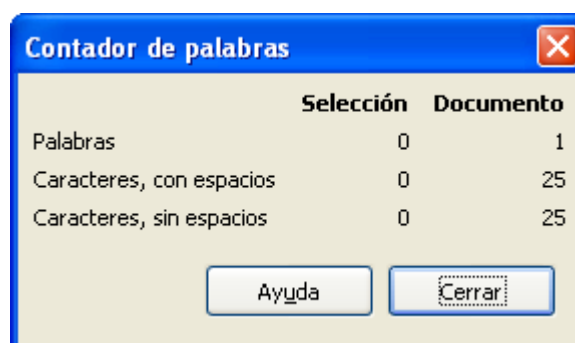 Contador de palabras
Selección Documento
Palabras 0 1
Caracteres, con espacios 0 25
Caracteres, sin espacios 0 25
Ayuda Cerrar